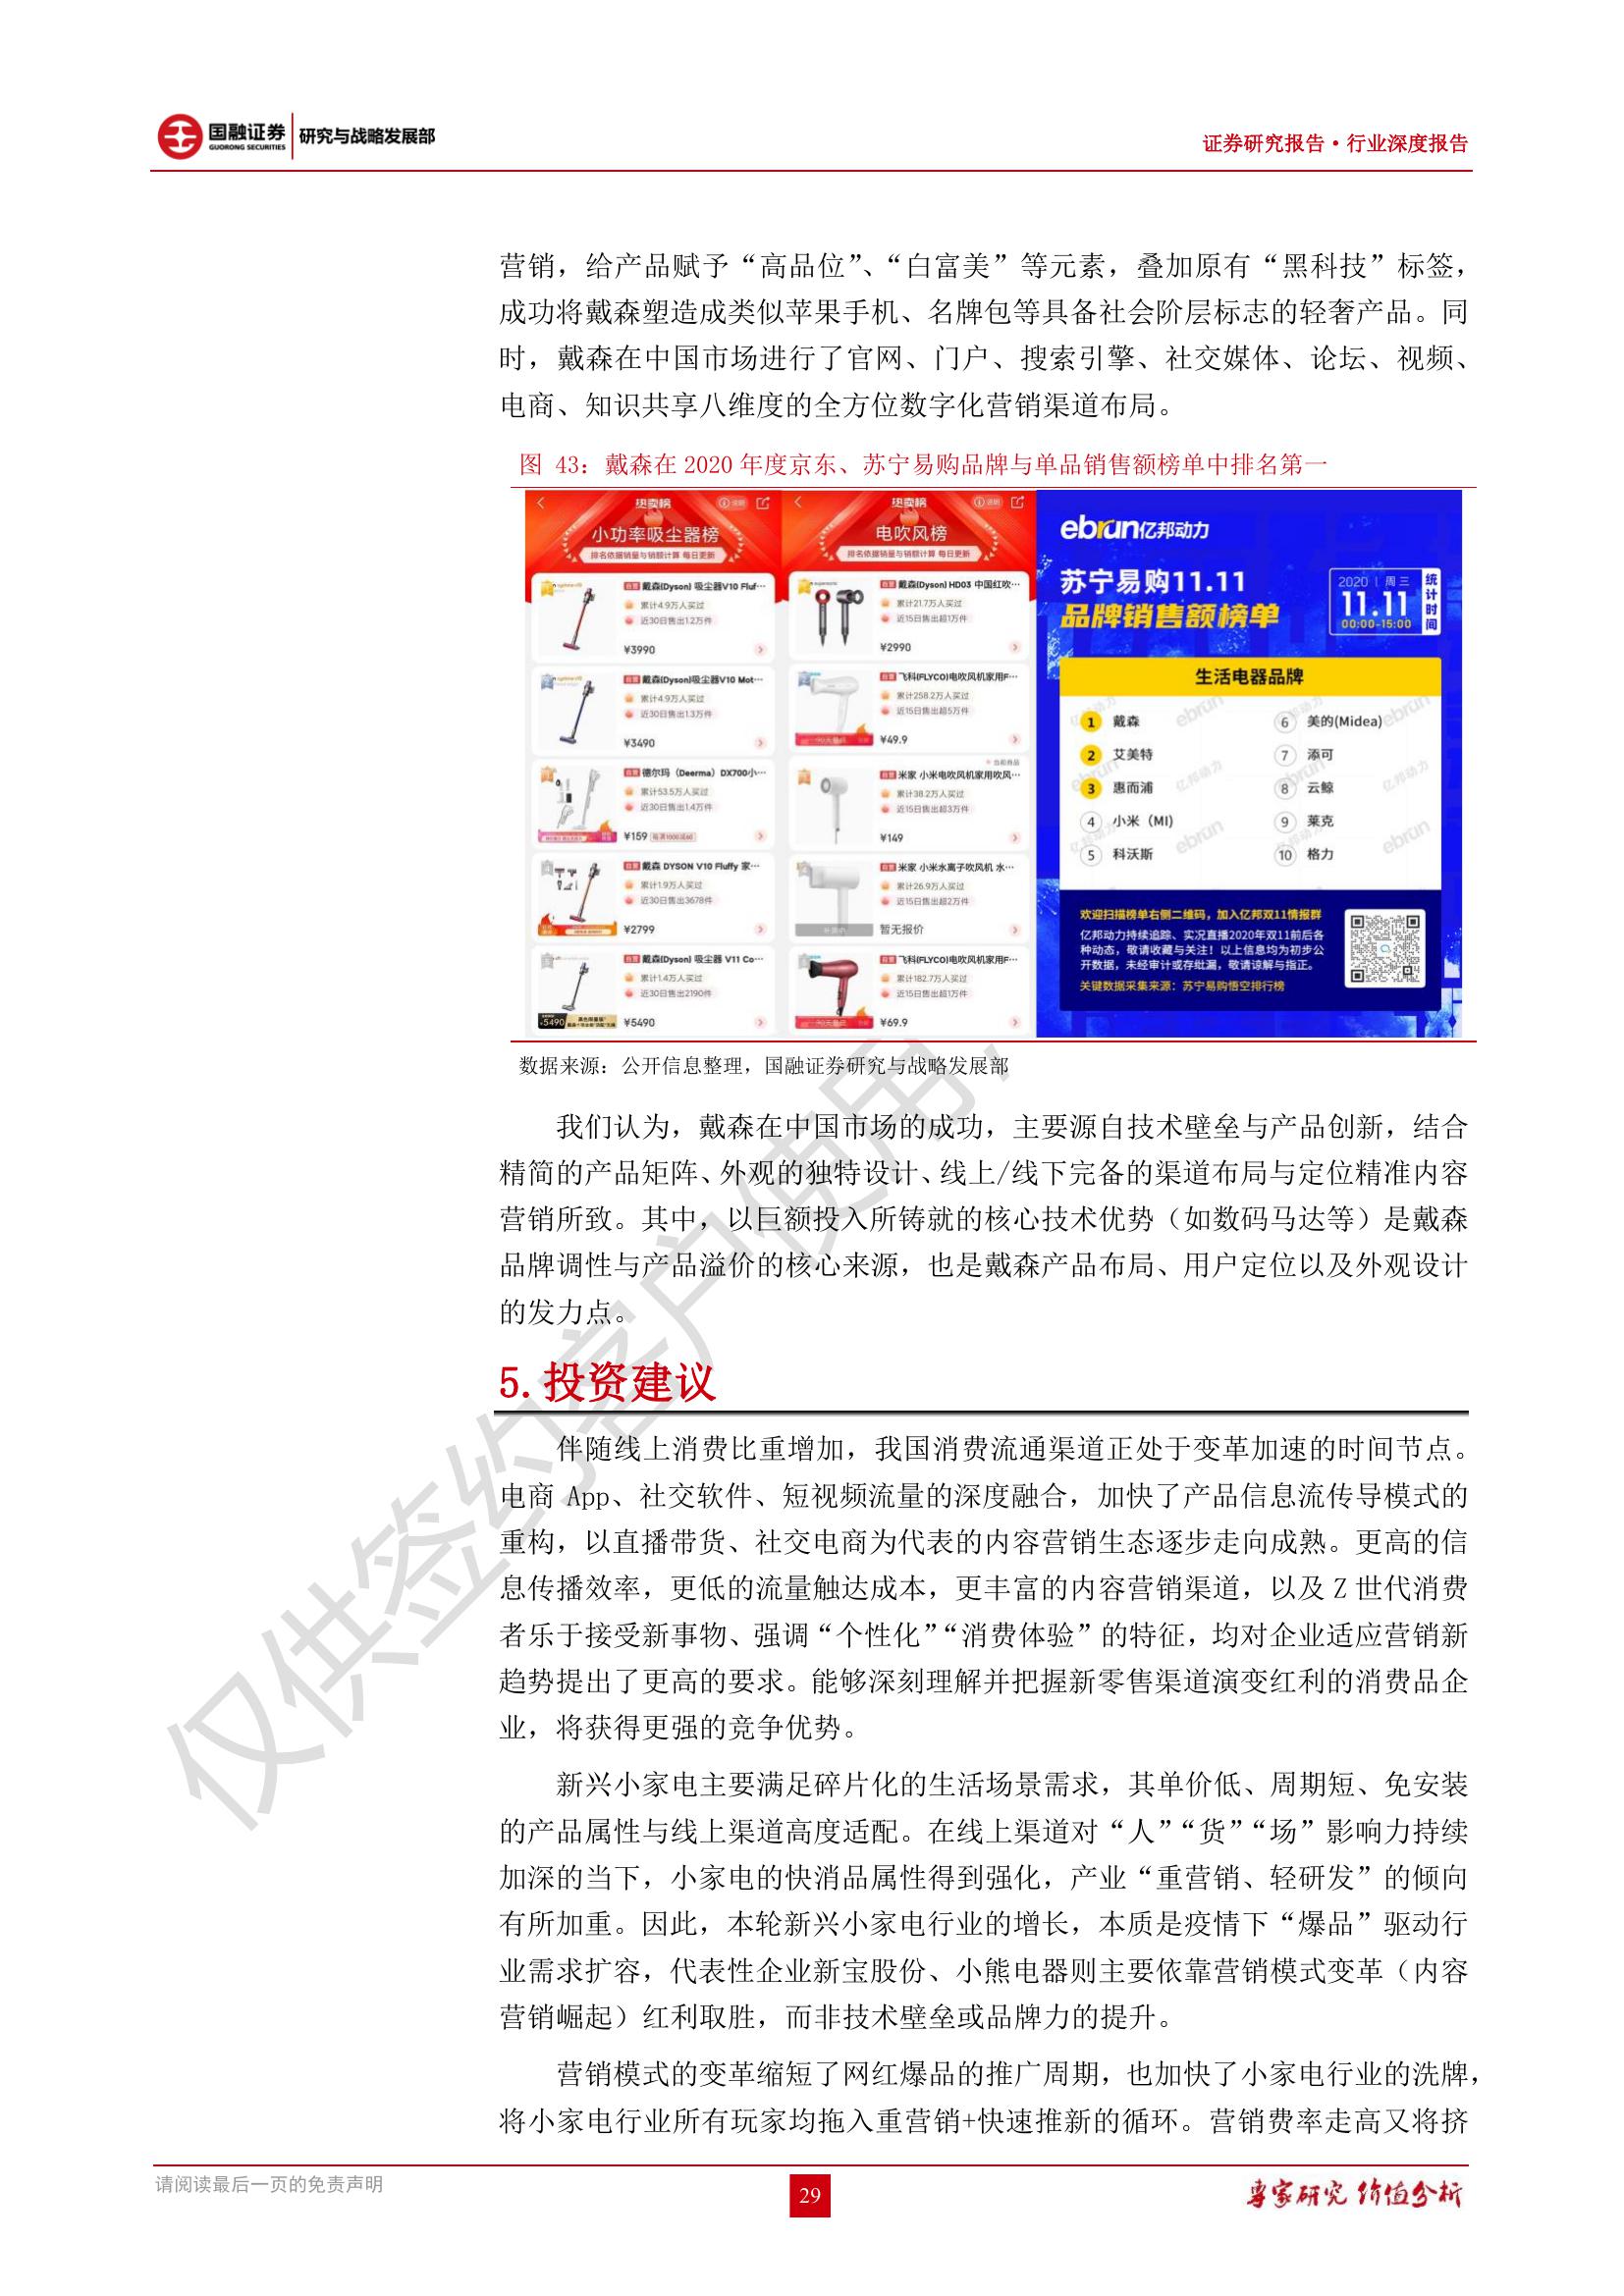 国融证券
GUORONG SECURITIES
研究与战略发展部
证券研究报告·行业深度报告
营销，给产品赋予“高品位”、“白富美”等元素，叠加原有“黑科技”标签，
成功将戴森塑造成类似苹果手机、名牌包等具备社会阶层标志的轻奢产品。同
时，戴森在中国市场进行了官网、门户、搜索引擎、社交媒体、论坛、视频、
电商、知识共享八维度的全方位数字化营销渠道布局。
图 43：戴森在 2020 年度京东、苏宁易购品牌与单品销售额榜单中排名第一
热卖榜
小功率吸尘器榜
排名依据销量与销额计算 每日更新
自营 戴森(Dyson) 吸尘器V10 Fluf···
累计4.9万人买过
近30日售出1.2万件
¥3990
自营 戴森(Dyson)吸尘器V10 Mot···
累计4.9万人买过
近30日售出1.3万件
¥3490
自营 德尔玛（Deerma）DX700小···
累计53.5万人买过
近30日售出1.4万件
¥159 每满1000减60
自营 戴森 DYSON V10 Fluffy 家···
累计1.9万人买过
近30日售出3678件
¥2799
自营 戴森(Dyson) 吸尘器 V11 Co···
累计1.4万人买过
近30日售出2190件
5490
¥5490
热卖榜
电吹风榜
排名依据销量与销额计算 每日更新
自营 戴森(Dyson) HD03 中国红吹···
累计21.7万人买过
近15日售出超1万件
¥2990
自营 飞科(FLYCO)电吹风机家用F···
累计258.2万人买过
近15日售出超5万件
¥49.9
当前商品
自营 米家 小米电吹风机家用吹风···
累计38.2万人买过
近15日售出超3万件
¥149
自营 米家 小米水离子吹风机 水···
累计26.9万人买过
近15日售出超2万件
暂无报价
自营 飞科(FLYCO)电吹风机家用F···
累计182.7万人买过
近15日售出超1万件
¥69.9
ebrun亿邦动力
苏宁易购11.11
品牌销售额榜单
2020 | 周三
11.11
00:00-15:00
统计时间
生活电器品牌
1 戴森
2 艾美特
3 惠而浦
4 小米（MI)
5 科沃斯
6 美的(Midea)
7 添可
8 云鲸
9 莱克
10 格力
欢迎扫描榜单右侧二维码，加入亿邦双11情报群
亿邦动力持续追踪、实况直播2020年双11前后各
种动态，敬请收藏与关注！以上信息均为初步公
开数据，未经审计或存纰漏，敬请谅解与指正。
关键数据采集来源：苏宁易购悟空排行榜
数据来源：公开信息整理，国融证券研究与战略发展部
我们认为，戴森在中国市场的成功，主要源自技术壁垒与产品创新，结合
精简的产品矩阵、外观的独特设计、线上/线下完备的渠道布局与定位精准内容
营销所致。其中，以巨额投入所铸就的核心技术优势（如数码马达等）是戴森
品牌调性与产品溢价的核心来源，也是戴森产品布局、用户定位以及外观设计
的发力点。
5.投资建议
伴随线上消费比重增加，我国消费流通渠道正处于变革加速的时间节点。
电商 App、社交软件、短视频流量的深度融合，加快了产品信息流传导模式的
重构，以直播带货、社交电商为代表的内容营销生态逐步走向成熟。更高的信
息传播效率，更低的流量触达成本，更丰富的内容营销渠道，以及 Z 世代消费
者乐于接受新事物、强调“个性化”“消费体验”的特征，均对企业适应营销新
趋势提出了更高的要求。能够深刻理解并把握新零售渠道演变红利的消费品企
业，将获得更强的竞争优势。
新兴小家电主要满足碎片化的生活场景需求，其单价低、周期短、免安装
的产品属性与线上渠道高度适配。在线上渠道对“人”“货”“场”影响力持续
加深的当下，小家电的快消品属性得到强化，产业“重营销、轻研发”的倾向
有所加重。因此，本轮新兴小家电行业的增长，本质是疫情下“爆品”驱动行
业需求扩容，代表性企业新宝股份、小熊电器则主要依靠营销模式变革（内容
营销崛起）红利取胜，而非技术壁垒或品牌力的提升。
营销模式的变革缩短了网红爆品的推广周期，也加快了小家电行业的洗牌，
将小家电行业所有玩家均拖入重营销+快速推新的循环。营销费率走高又将挤
仅供签约客户使用，
请阅读最后一页的免责声明
29
专家研究 价值分析